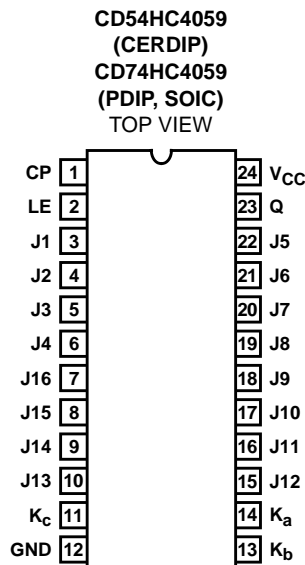 CD54HC4059
(CERDIP)
CD74HC4059
(PDIP, SOIC)
TOP VIEW
CP 1 24 VCC
LE 2 23 Q
J1 3 22 J5
J2 4 21 J6
J3 5 20 J7
J4 6 19 J8
J16 7 18 J9
J15 8 17 J10
J14 9 16 J11
J13 10 15 J12
Kc 11 14 Ka
GND 12 13 Kb